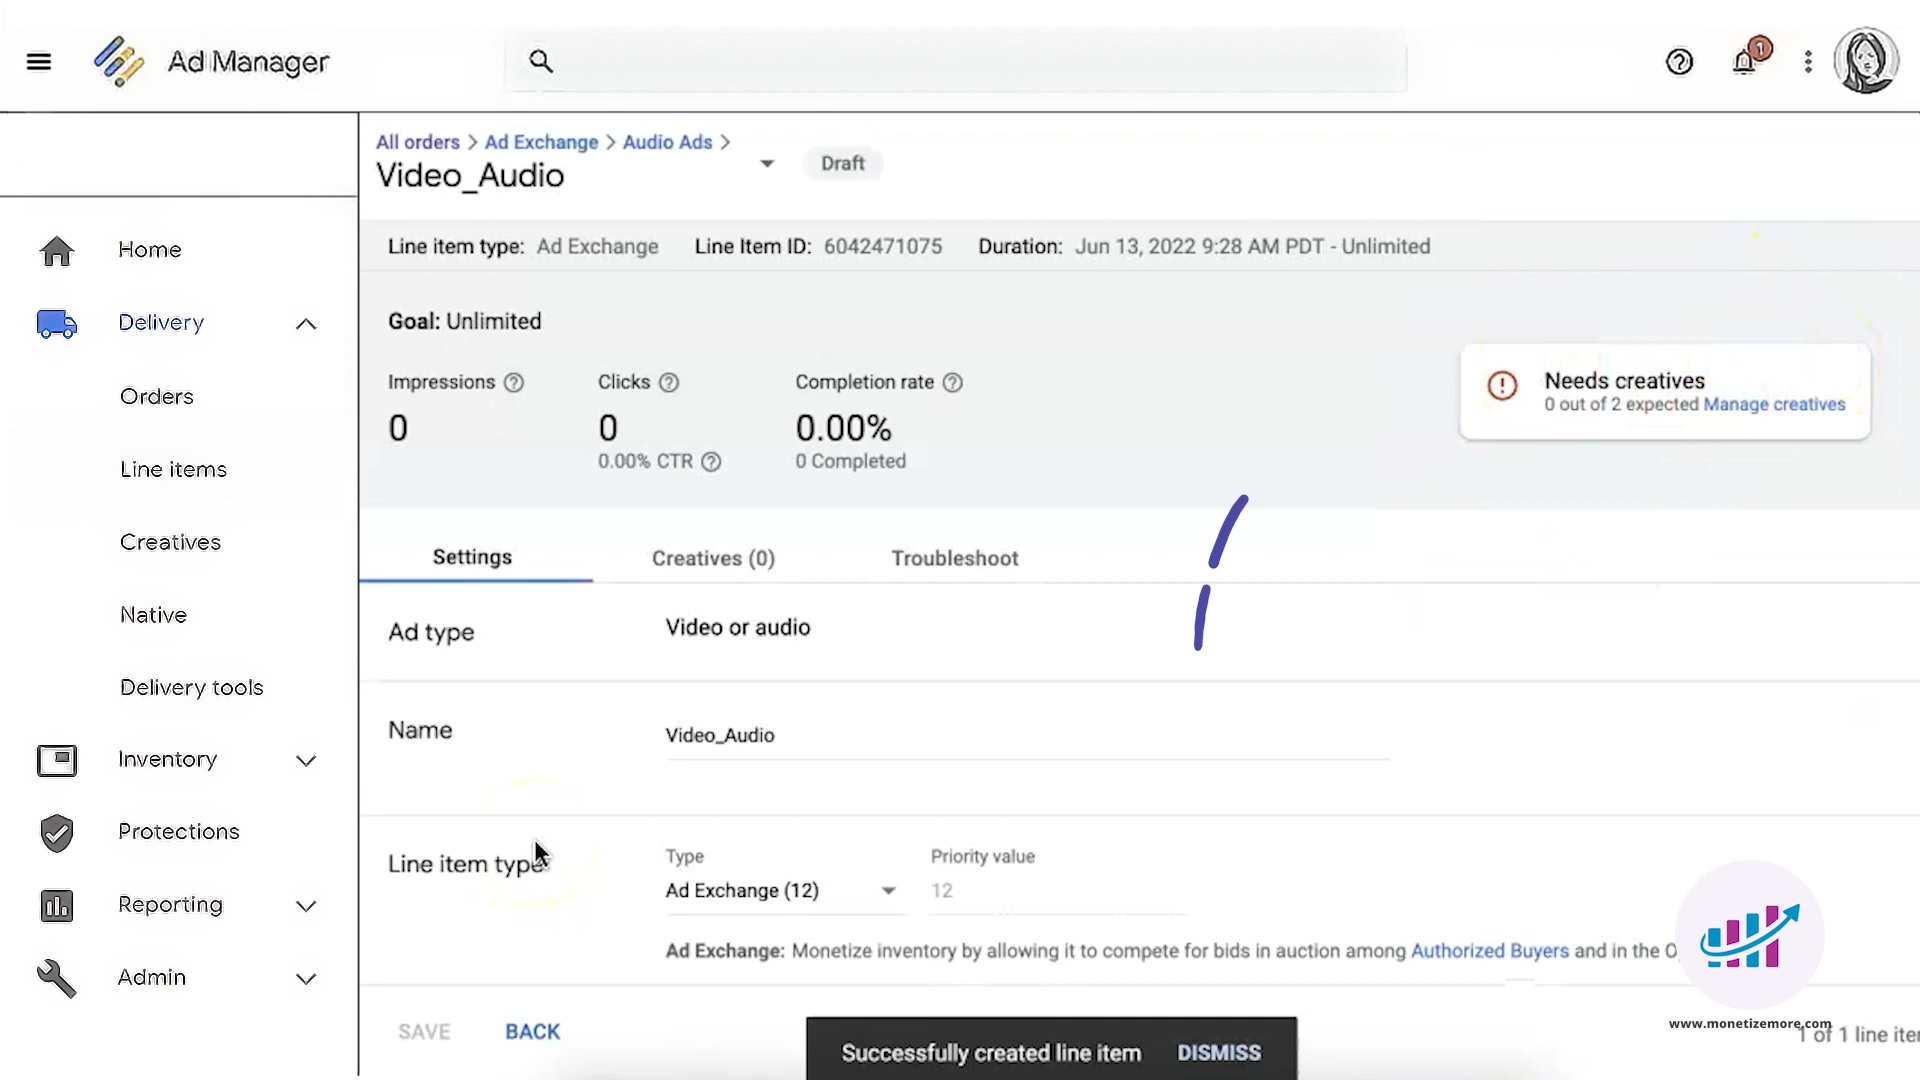 Ad Manager
1
All orders > Ad Exchange > Audio Ads >
Video_Audio
Draft
Line item type: Ad Exchange Line Item ID: 6042471075 Duration: Jun 13, 2022 9:28 AM PDT - Unlimited
Home
Delivery
Orders
Line items
Creatives
Native
Delivery tools
Inventory
Protections
Reporting
Admin
Goal: Unlimited
Impressions Clicks Completion rate
0 0 0.00%
0.00% CTR 0 Completed
Needs creatives
0 out of 2 expected Manage creatives
Settings Creatives (0) Troubleshoot
Ad type Video or audio
Name Video_Audio
Line item type
Type Priority value
Ad Exchange (12) 12
Ad Exchange: Monetize inventory by allowing it to compete for bids in auction among Authorized Buyers and in the
SAVE BACK
Successfully created line item DISMISS
www.monetizemore.com
1 of 1 line